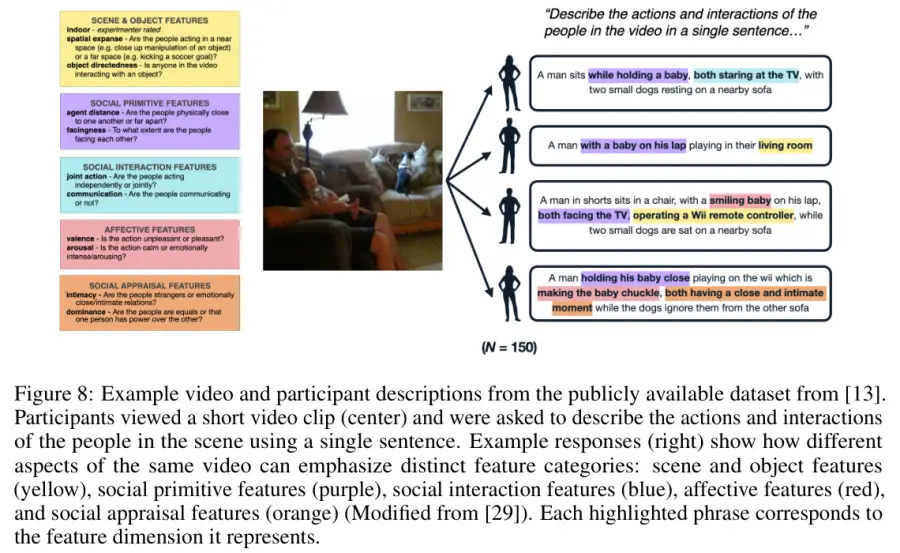 SCENE & OBJECT FEATURES
indoor - experimenter rated
spatial expanse - Are the people acting in a near
space (e.g. close up manipulation of an object)
or a far space (e.g. kicking a soccer goal)?
object directedness - Is anyone in the video
interacting with an object?
SOCIAL PRIMITIVE FEATURES
agent distance - Are the people physically close
to one another or far apart?
facingness - To what extent are the people
facing each other?
SOCIAL INTERACTION FEATURES
joint action - Are the people acting
independently or jointly?
communication - Are the people communicating
or not?
AFFECTIVE FEATURES
valence - Is the action unpleasant or pleasant?
arousal - Is the action calm or emotionally
intense/arousing?
SOCIAL APPRAISAL FEATURES
intimacy - Are the people strangers or emotionally
close/intimate relations?
dominance - Are the people are equals or that
one person has power over the other?
"Describe the actions and interactions of the
people in the video in a single sentence…"
A man sits while holding a baby, both staring at the TV, with
two small dogs resting on a nearby sofa
A man with a baby on his lap playing in their living room
A man in shorts sits in a chair, with a smiling baby on his lap,
both facing the TV, operating a Wii remote controller, while
two small dogs are sat on a nearby sofa
A man holding his baby close playing on the wii which is
making the baby chuckle, both having a close and intimate
moment while the dogs ignore them from the other sofa
(N = 150)
Figure 8: Example video and participant descriptions from the publicly available dataset from [13].
Participants viewed a short video clip (center) and were asked to describe the actions and interactions
of the people in the scene using a single sentence. Example responses (right) show how different
aspects of the same video can emphasize distinct feature categories: scene and object features
(yellow), social primitive features (purple), social interaction features (blue), affective features (red),
and social appraisal features (orange) (Modified from [29]). Each highlighted phrase corresponds to
the feature dimension it represents.